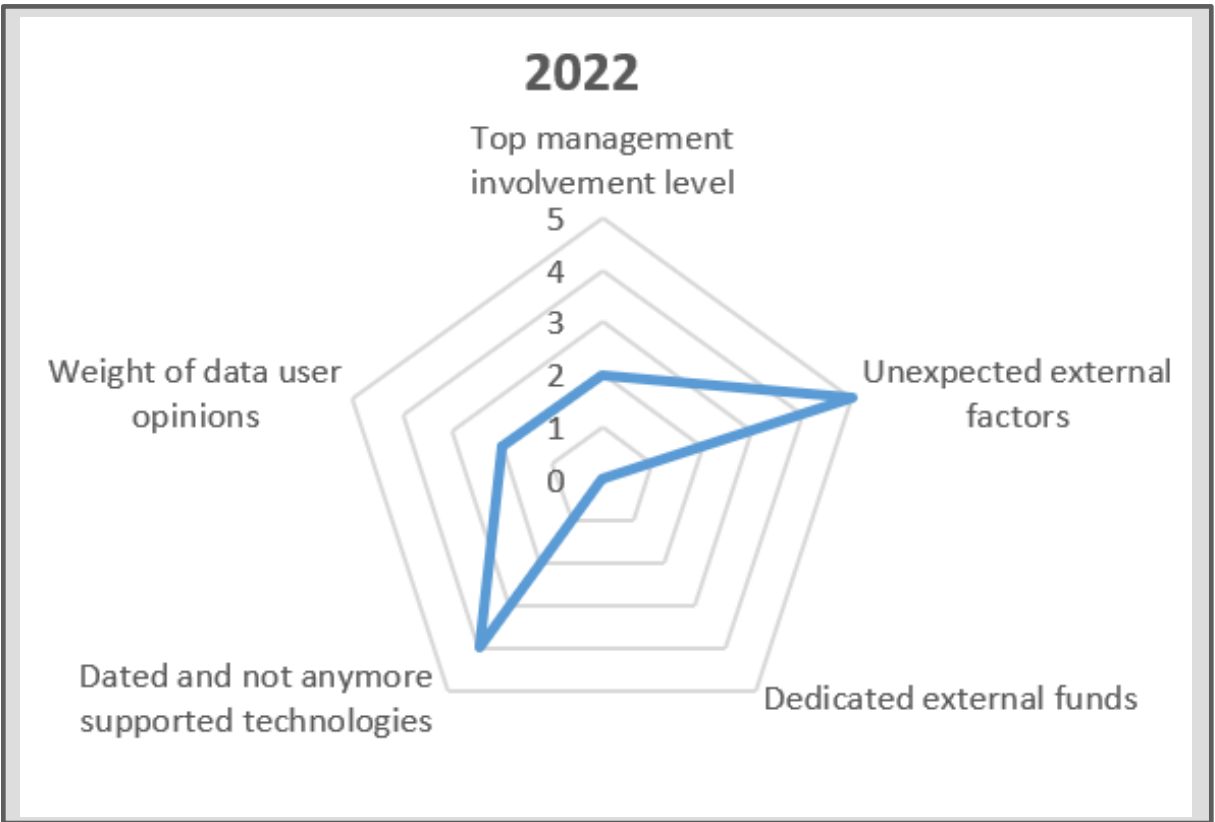 2022
Top management
involvement level
5
4
3
2
1
0
Unexpected external
factors
Dedicated external funds
Dated and not anymore
supported technologies
Weight of data user
opinions